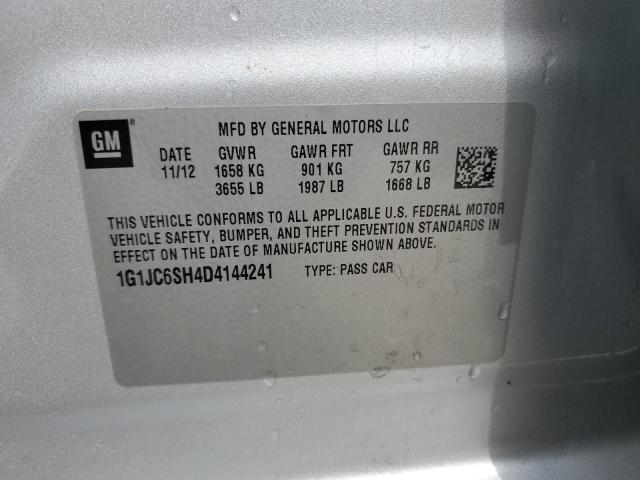 GM ®
MFD BY GENERAL MOTORS LLC
DATE GVWR GAWR FRT GAWR RR
11/12 1658 KG 901 KG 757 KG
3655 LB 1987 LB 1668 LB
THIS VEHICLE CONFORMS TO ALL APPLICABLE U.S. FEDERAL MOTOR
VEHICLE SAFETY, BUMPER, AND THEFT PREVENTION STANDARDS IN
EFFECT ON THE DATE OF MANUFACTURE SHOWN ABOVE.
1G1JC6SH4D4144241 TYPE: PASS CAR